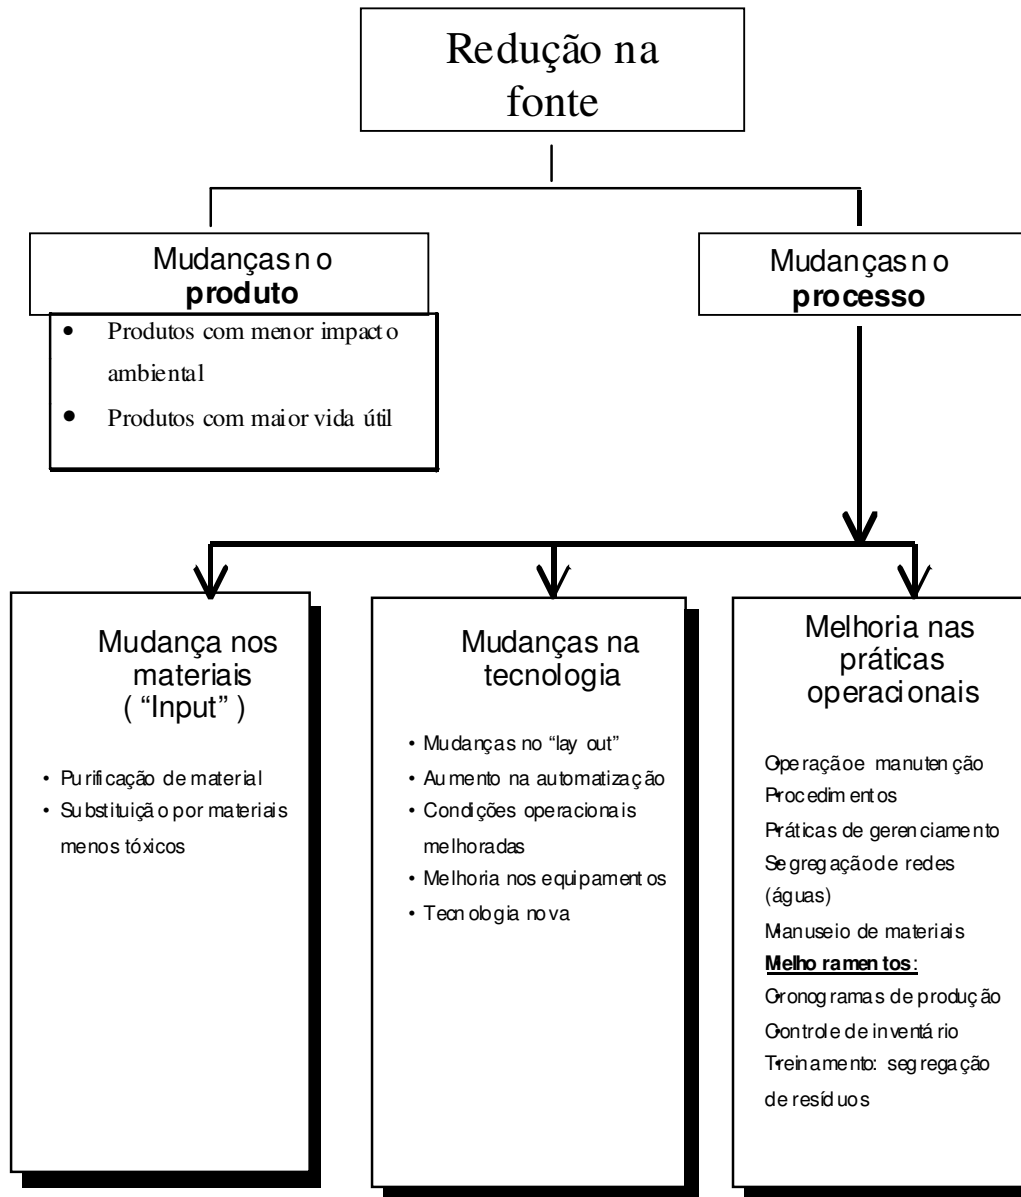 Redução na
fonte
Mudanças no
produto
• Produtos com menor impacto
ambiental
• Produtos com maior vida útil
Mudanças no
processo
Mudança nos
materiais
( “Input” )
• Purificação de material
• Substituição por materiais
menos tóxicos
Mudanças na
tecnologia
• Mudanças no “lay out”
• Aumento na automatização
• Condições operacionais
melhoradas
• Melhoria nos equipamentos
• Tecnologia nova
Melhoria nas
práticas
operacionais
• Operação e manutenção
• Procedimentos
• Práticas de gerenciamento
• Segregação de redes
(águas)
• Manuseio de materiais
• Melhoramentos:
• Cronogramas de produção
• Controle de inventário
• Treinamento: segregação
de resíduos